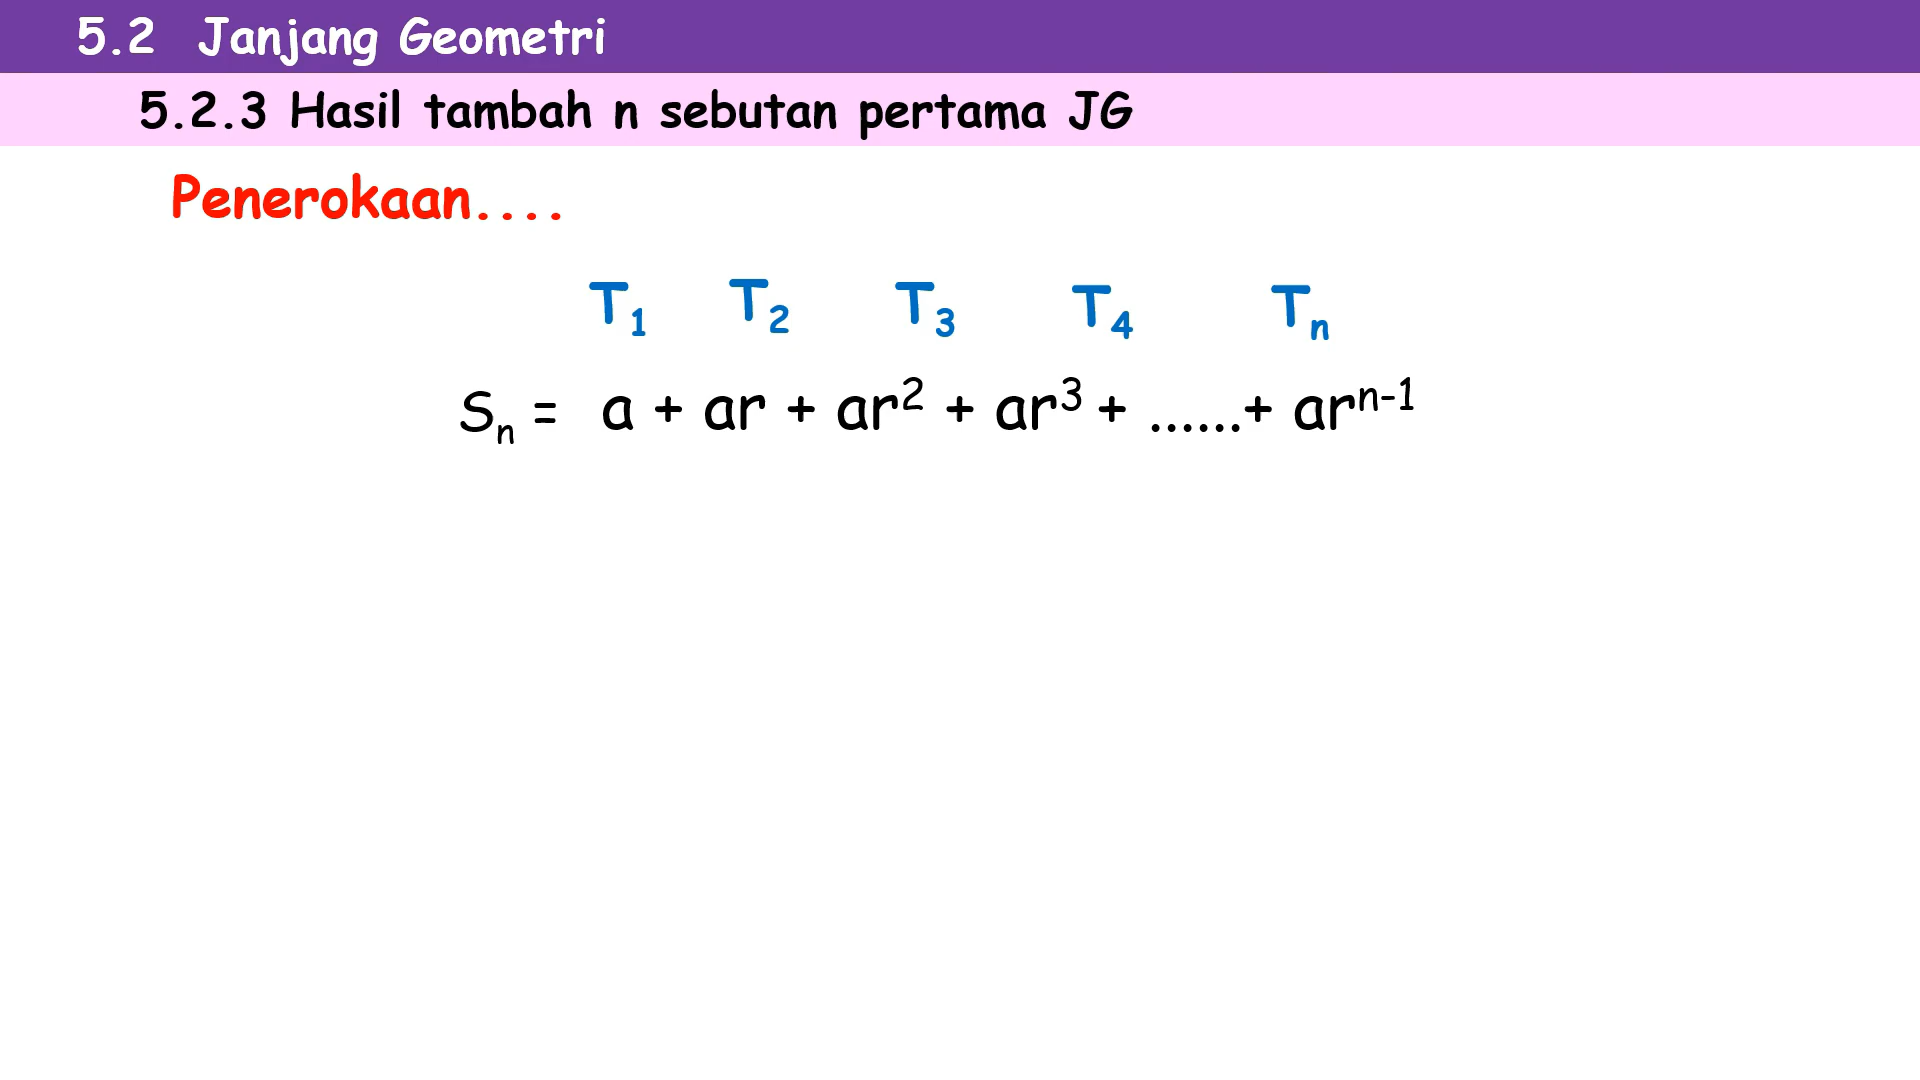 5.2 Janjang Geometri
5.2.3 Hasil tambah n sebutan pertama JG
Penerokaan....
T₁ T₂ T₃ T₄ Tₙ
Sₙ = a + ar + ar² + ar³ + ......+ arⁿ⁻¹